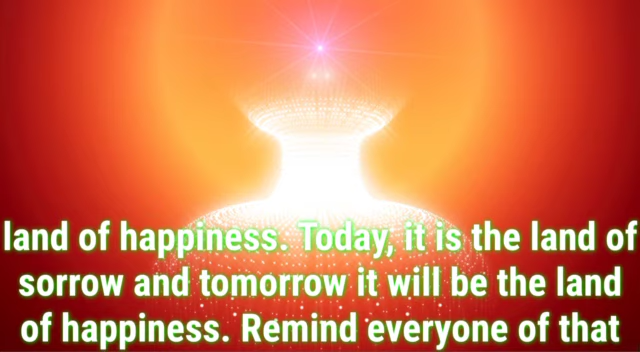 land of happiness. Today, it is the land of
sorrow and tomorrow it will be the land
of happiness. Remind everyone of that